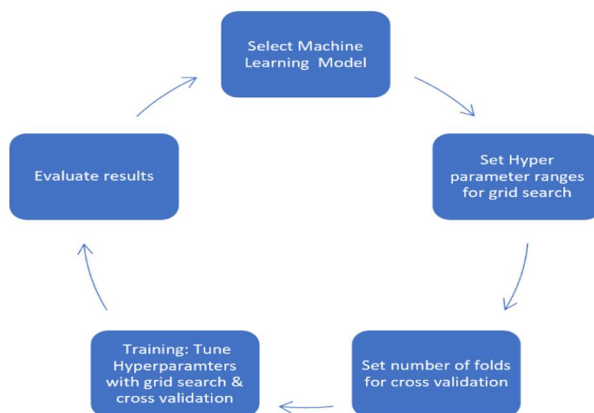 Select Machine
Learning  Model
Set Hyper
parameter ranges
for grid search
Set number of folds
for cross validation
Training: Tune
Hyperparamters
with grid search &
cross validation
Evaluate results